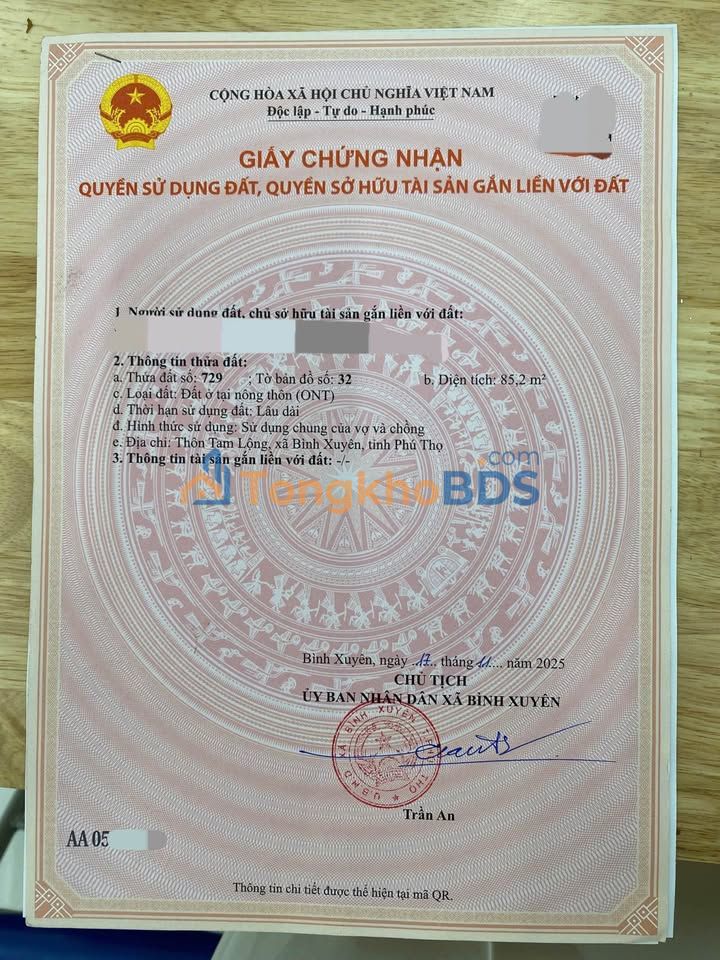 CỘNG HÒA XÃ HỘI CHỦ NGHĨA VIỆT NAM
Độc lập - Tự do - Hạnh phúc
GIẤY CHỨNG NHẬN
QUYỀN SỬ DỤNG ĐẤT, QUYỀN SỞ HỮU TÀI SẢN GẮN LIỀN VỚI ĐẤT
1. Người sử dụng đất, chủ sở hữu tài sản gắn liền với đất:
2. Thông tin thửa đất:
a. Thửa đất số: 729 ; Tờ bản đồ số: 32 b. Diện tích: 85,2 m²
c. Loại đất: Đất ở tại nông thôn (ONT)
d. Thời hạn sử dụng đất: Lâu dài
đ. Hình thức sử dụng: Sử dụng chung của vợ và chồng
e. Địa chỉ: Thôn Tam Lộng, xã Bình Xuyên, tỉnh Phú Thọ
3. Thông tin tài sản gắn liền với đất: -/-
TongkhoBDS.com
Bình Xuyên, ngày 17, tháng 11.... năm 2025
CHỦ TỊCH
ỦY BAN NHÂN DÂN XÃ BÌNH XUYÊN
U.B.N.D XÃ BÌNH XUYÊN T. PHÚ THỌ
Trần An
AA 05
Thông tin chi tiết được thể hiện tại mã QR.